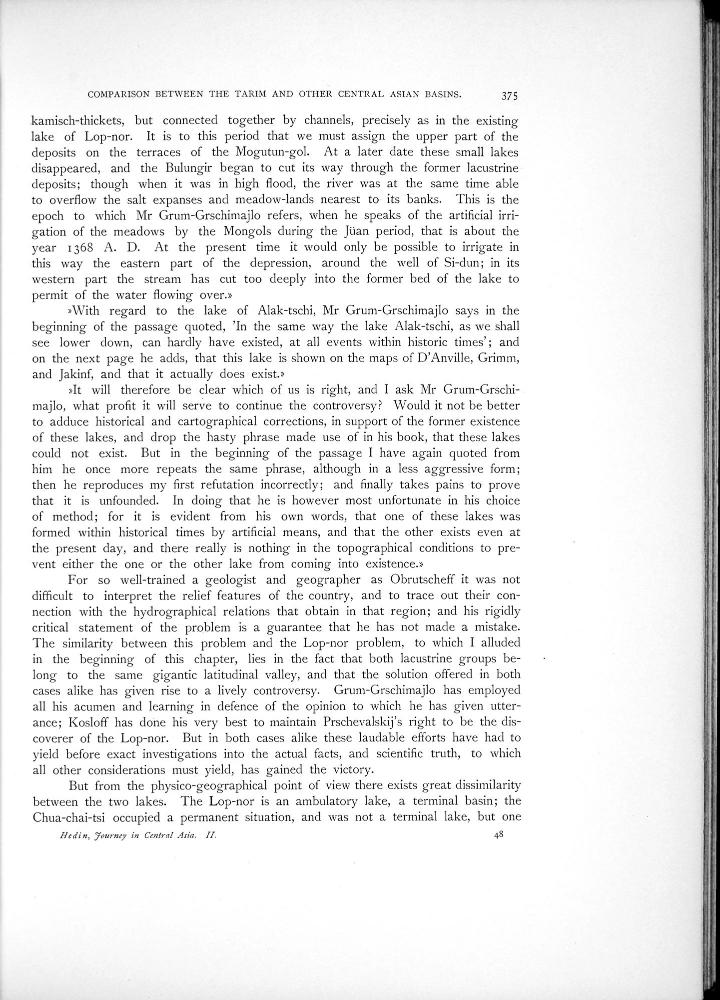 COMPARISON BETWEEN THE TARIM AND OTHER CENTRAL ASIAN BASINS. 375
kamisch-thickets, but connected together by channels, precisely as in the existing
lake of Lop-nor. It is to this period that we must assign the upper part of the
deposits on the terraces of the Mogutun-gol. At a later date these small lakes
disappeared, and the Bulungir began to cut its way through the former lacustrine
deposits; though when it was in high flood, the river was at the same time able
to overflow the salt expanses and meadow-lands nearest to its banks. This is the
epoch to which Mr Grum-Grschimajlo refers, when he speaks of the artificial irri-
gation of the meadows by the Mongols during the Jüan period, that is about the
year 1368 A. D. At the present time it would only be possible to irrigate in
this way the eastern part of the depression, around the well of Si-dun; in its
western part the stream has cut too deeply into the former bed of the lake to
permit of the water flowing over.»
»With regard to the lake of Alak-tschi, Mr Grum-Grschimajlo says in the
beginning of the passage quoted, 'In the same way the lake Alak-tschi, as we shall
see lower down, can hardly have existed, at all events within historic times'; and
on the next page he adds, that this lake is shown on the maps of D'Anville, Grimm,
and Jakinf, and that it actually does exist.»
»It will therefore be clear which of us is right, and I ask Mr Grum-Grschi-
majlo, what profit it will serve to continue the controversy? Would it not be better
to adduce historical and cartographical corrections, in support of the former existence
of these lakes, and drop the hasty phrase made use of in his book, that these lakes
could not exist. But in the beginning of the passage I have again quoted from
him he once more repeats the same phrase, although in a less aggressive form;
then he reproduces my first refutation incorrectly; and finally takes pains to prove
that it is unfounded. In doing that he is however most unfortunate in his choice
of method; for it is evident from his own words, that one of these lakes was
formed within historical times by artificial means, and that the other exists even at
the present day, and there really is nothing in the topographical conditions to pre-
vent either the one or the other lake from coming into existence.»
For so well-trained a geologist and geographer as Obrutscheff it was not
difficult to interpret the relief features of the country, and to trace out their con-
nection with the hydrographical relations that obtain in that region; and his rigidly
critical statement of the problem is a guarantee that he has not made a mistake.
The similarity between this problem and the Lop-nor problem, to which I alluded
in the beginning of this chapter, lies in the fact that both lacustrine groups be-
long to the same gigantic latitudinal valley, and that the solution offered in both
cases alike has given rise to a lively controversy. Grum-Grschimajlo has employed
all his acumen and learning in defence of the opinion to which he has given utter-
ance; Kosloff has done his very best to maintain Prschevalskij's right to be the dis-
coverer of the Lop-nor. But in both cases alike these laudable efforts have had to
yield before exact investigations into the actual facts, and scientific truth, to which
all other considerations must yield, has gained the victory.
But from the physico-geographical point of view there exists great dissimilarity
between the two lakes. The Lop-nor is an ambulatory lake, a terminal basin; the
Chua-chai-tsi occupied a permanent situation, and was not a terminal lake, but one
Hedin, Journey in Central Asia. II. 48